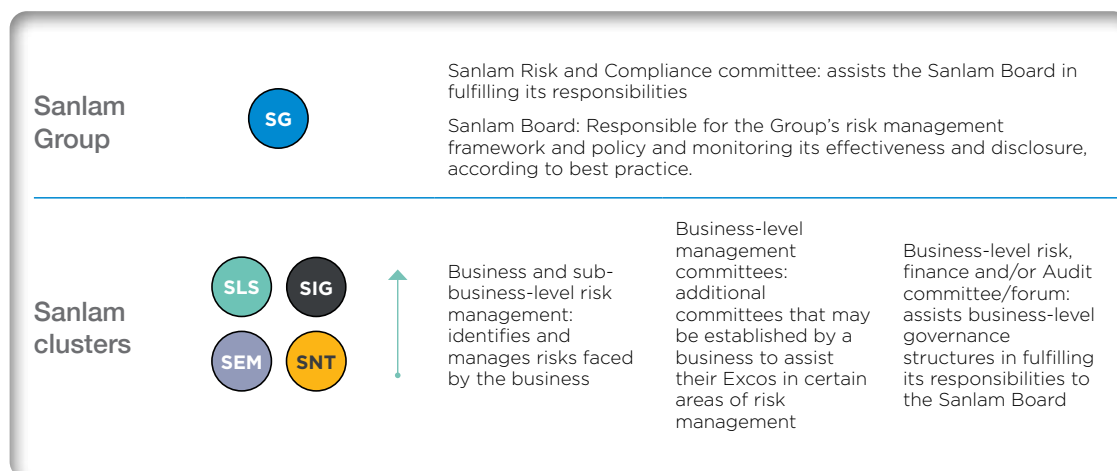 Sanlam
Group
SG
Sanlam Risk and Compliance committee: assists the Sanlam Board in
fulfilling its responsibilities
Sanlam Board: Responsible for the Group's risk management
framework and policy and monitoring its effectiveness and disclosure,
according to best practice.
Sanlam
clusters
SLS
SIG
SEM
SNT
Business and sub-
business-level risk
management:
identifies and
manages risks faced
by the business
Business-level
management
committees:
additional
committees that may
be established by a
business to assist
their Excos in certain
areas of risk
management
Business-level risk,
finance and/or Audit
committee/forum:
assists business-level
governance
structures in fulfilling
its responsibilities to
the Sanlam Board